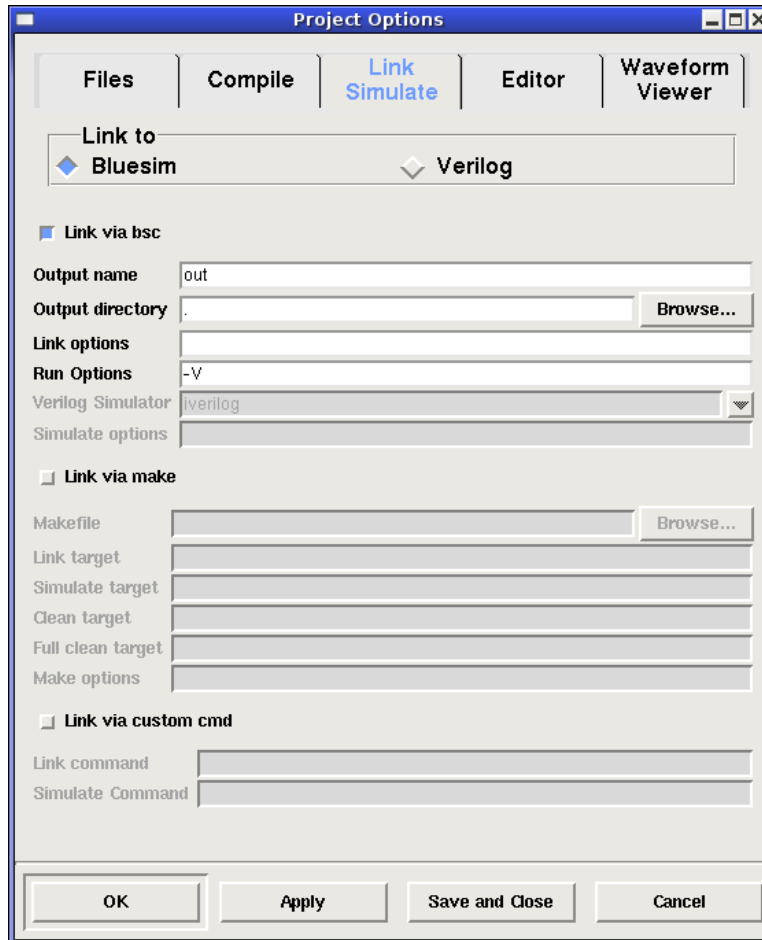 Project Options
Files Compile Link Simulate Editor Waveform Viewer
Link to
Bluesim Verilog
Link via bsc
Output name out
Output directory . Browse...
Link options
Run Options -V
Verilog Simulator iverilog
Simulate options
Link via make
Makefile Browse...
Link target
Simulate target
Clean target
Full clean target
Make options
Link via custom cmd
Link command
Simulate Command
OK Apply Save and Close Cancel